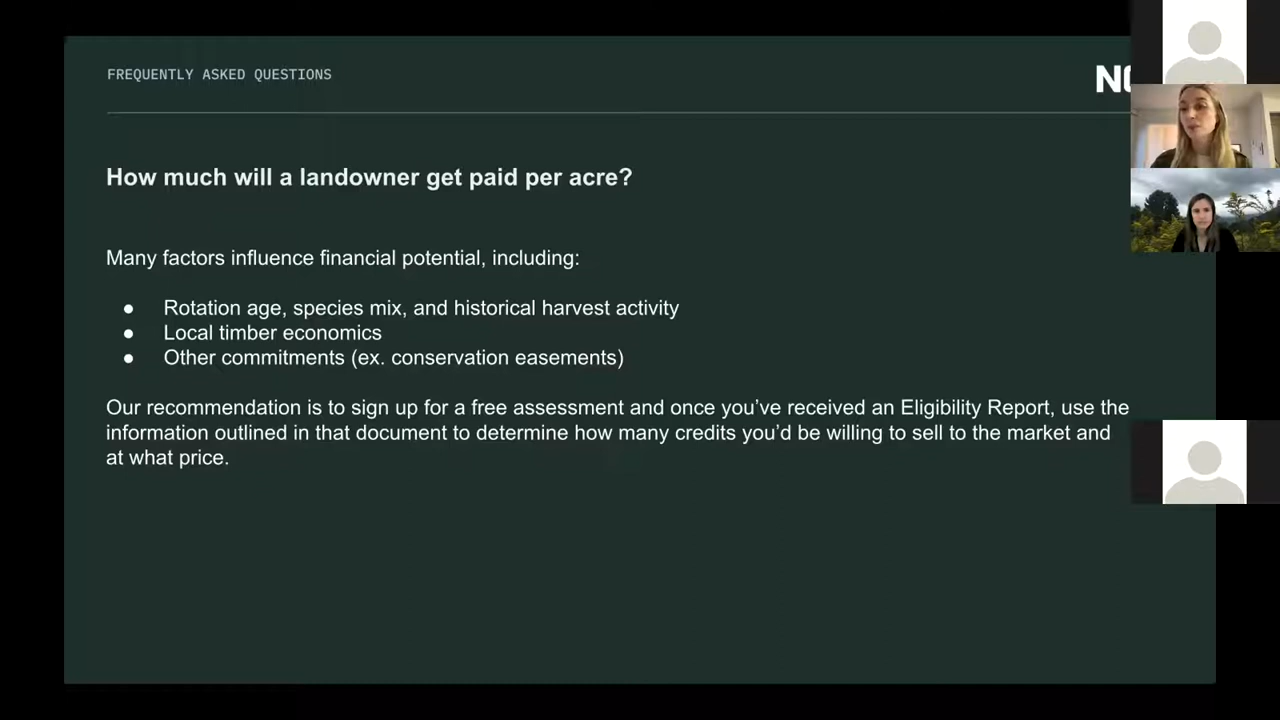 FREQUENTLY ASKED QUESTIONS
How much will a landowner get paid per acre?
Many factors influence financial potential, including:
● Rotation age, species mix, and historical harvest activity
● Local timber economics
● Other commitments (ex. conservation easements)
Our recommendation is to sign up for a free assessment and once you’ve received an Eligibility Report, use the
information outlined in that document to determine how many credits you’d be willing to sell to the market and
at what price.